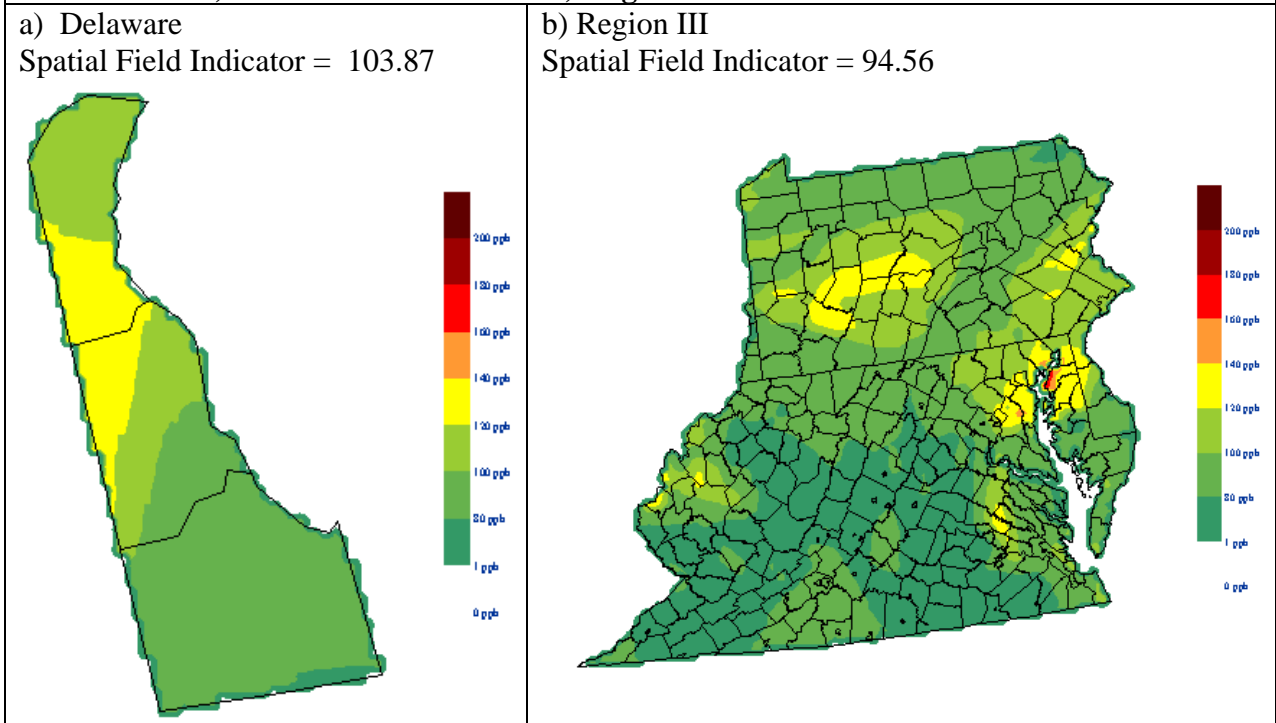 a) Delaware
Spatial Field Indicator = 103.87
200 ppb
180 ppb
160 ppb
140 ppb
120 ppb
100 ppb
80 ppb
1 ppb
0 ppb
b) Region III
Spatial Field Indicator = 94.56
200 ppb
180 ppb
160 ppb
140 ppb
120 ppb
100 ppb
80 ppb
1 ppb
0 ppb